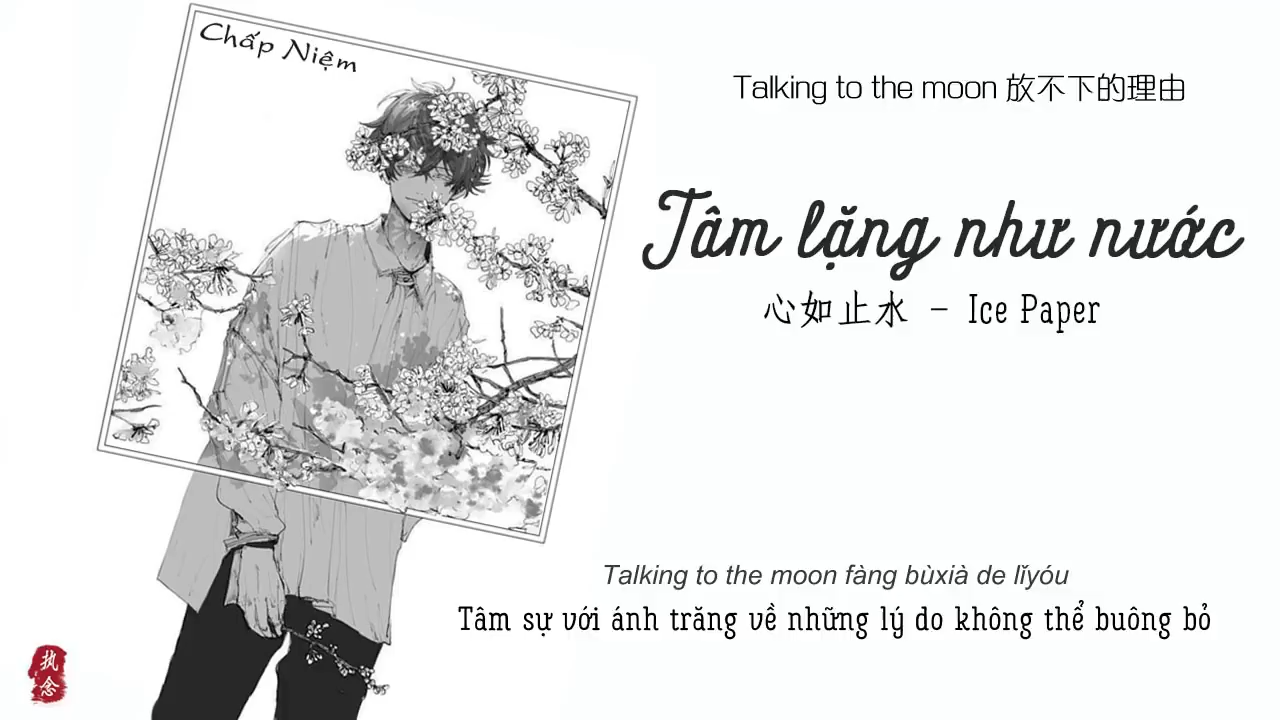 Chấp Niệm
Talking to the moon 放不下的理由
Tâm lặng như nước
心如止水 - Ice Paper
Talking to the moon fàng bùxià de lǐyóu
Tâm sự với ánh trăng về những lý do không thể buông bỏ
执
念